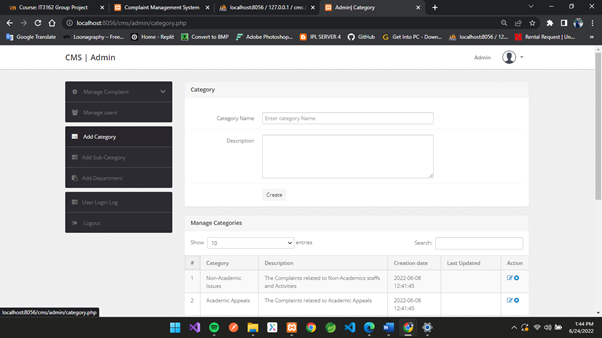 Course: IT3162 Group Project
Complaint Management System
localhost:8056 / 127.0.0.1 / cms
Admin| Category
localhost:8056/cms/admin/category.php
Google Translate
Loonagraphy – Free...
Home - Replit
Convert to BMP
Adobe Photoshop...
IPL SERVER 4
GitHub
Get Into PC - Down...
localhost:8056 / 12...
Rental Request | Un...
CMS | Admin
Admin
Manage Complaint
Manage users
Add Category
Add Sub-Category
Add Department
User Login Log
Logout
Category
Category Name
Enter category Name
Description
Create
Manage Categories
Show 10 entries
Search:
# Category Description Creation date Last Updated Action
1 Non-Academic Issues The Complaints related to Non-Academics staffs and Activities 2022-06-08 12:41:45
2 Academic Appeals The Complaints related to Academic Appeals 2022-06-08 12:41:45
localhost:8056/cms/admin/category.php
1:44 PM
6/24/2022